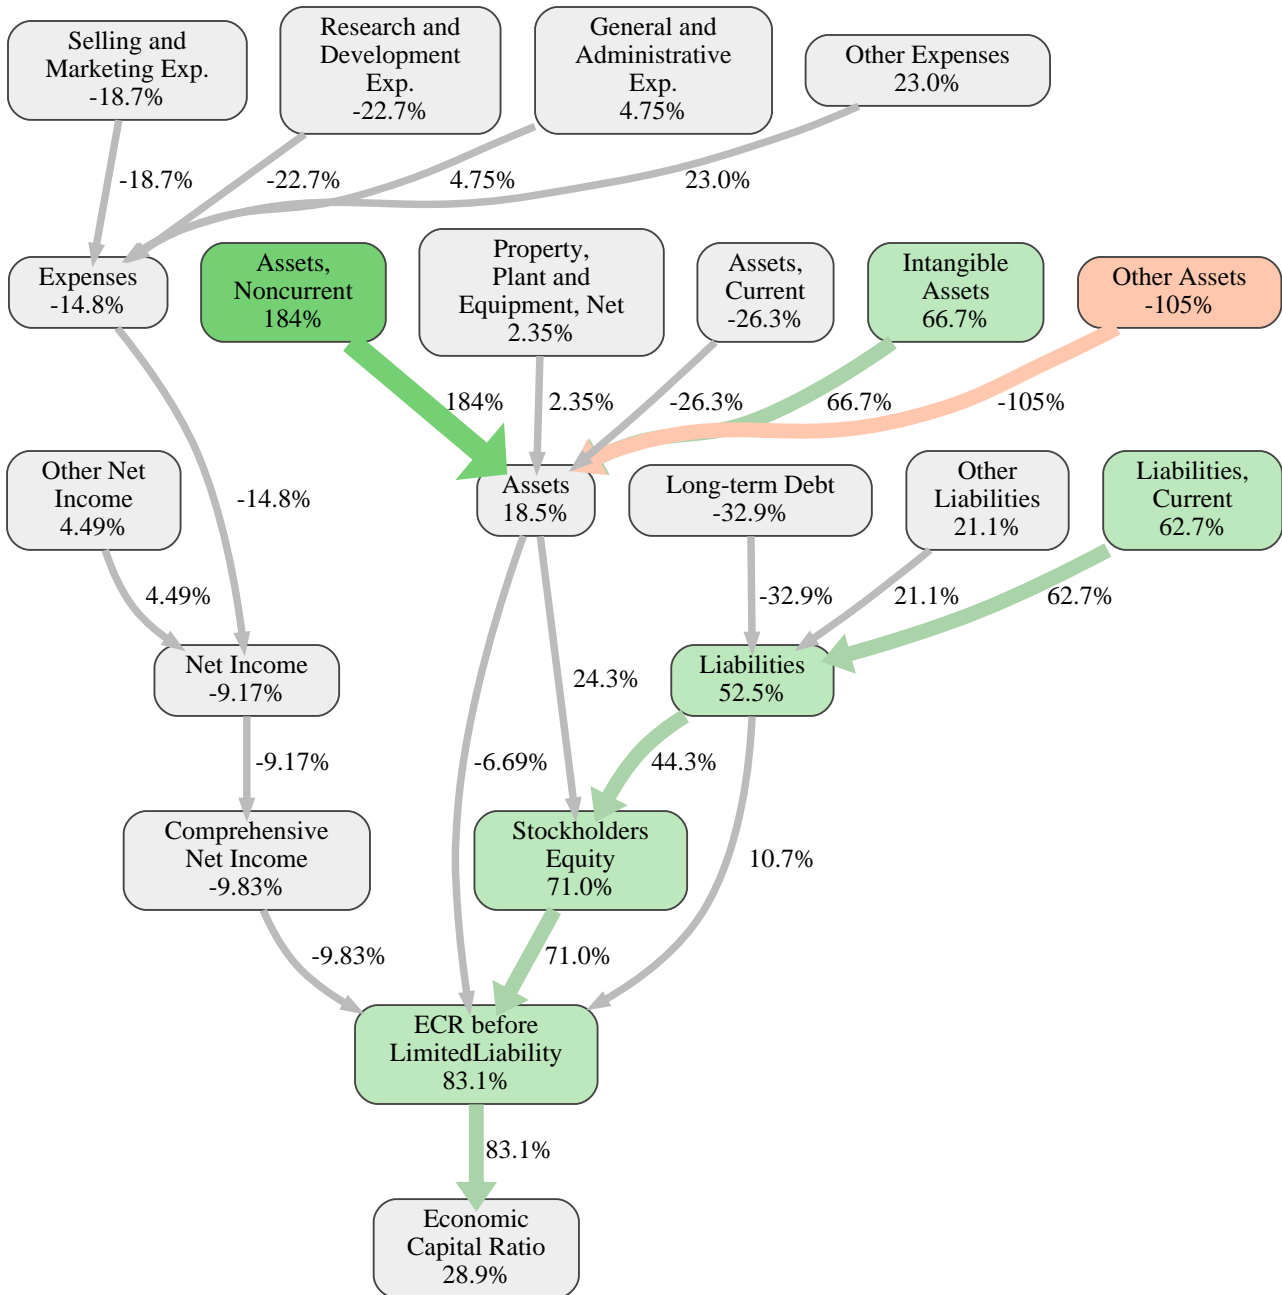 Selling and
Marketing Exp.
-18.7%
Research and
Development
Exp.
-22.7%
General and
Administrative
Exp.
4.75%
Other Expenses
23.0%
-18.7%
-22.7%
4.75%
23.0%
Expenses
-14.8%
Assets,
Noncurrent
184%
Property,
Plant and
Equipment, Net
2.35%
Assets,
Current
-26.3%
Intangible
Assets
66.7%
Other Assets
-105%
184%
2.35%
-26.3%
66.7%
-105%
Other Net
Income
4.49%
-14.8%
Assets
18.5%
Long-term Debt
-32.9%
Other
Liabilities
21.1%
Liabilities,
Current
62.7%
4.49%
-32.9%
21.1%
62.7%
Net Income
-9.17%
24.3%
Liabilities
52.5%
-9.17%
-6.69%
44.3%
Comprehensive
Net Income
-9.83%
Stockholders
Equity
71.0%
10.7%
-9.83%
71.0%
ECR before
LimitedLiability
83.1%
83.1%
Economic
Capital Ratio
28.9%